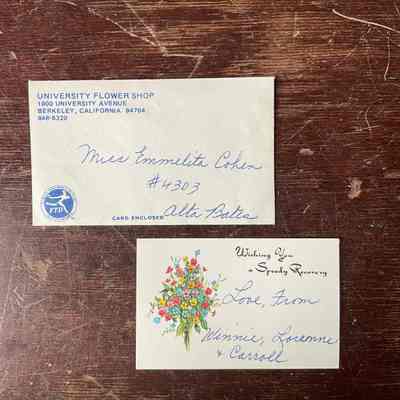 UNIVERSITY FLOWER SHOP
1800 UNIVERSITY AVENUE
BERKELEY, CALIFORNIA 94704
848-6320
Miss Emmelita Cohen
#4303
Alta Bates
FTD
CARD ENCLOSED
Wishing You
a Speedy Recovery
Love, From
Winnie, Lorenne
& Carroll